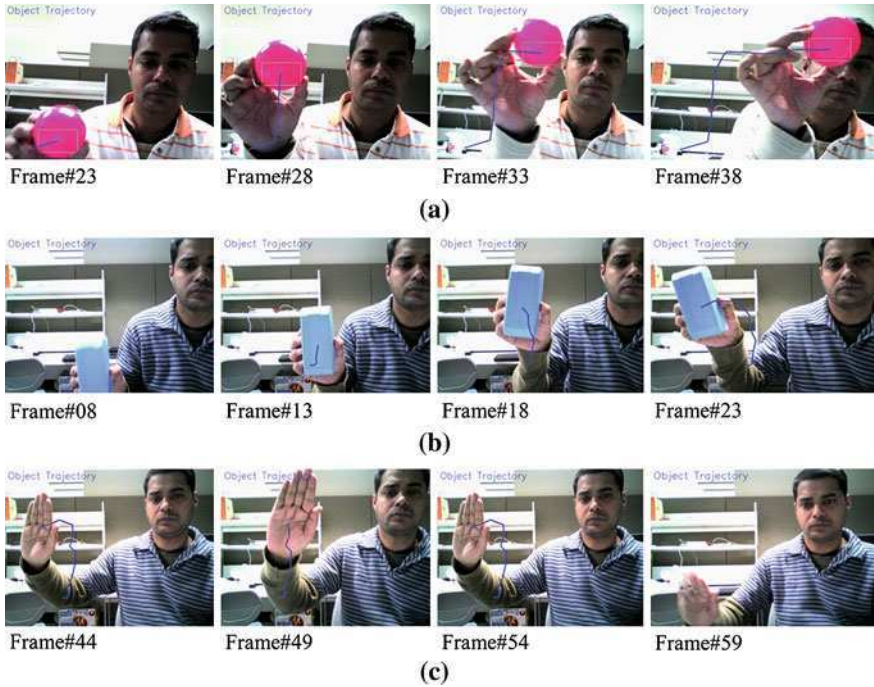 Object Trajectory Object Trajectory Object Trajectory Object Trajectory
Frame#23 Frame#28 Frame#33 Frame#38
(a)
Object Trajectory Object Trajectory Object Trajectory Object Trajectory
Frame#08 Frame#13 Frame#18 Frame#23
(b)
Object Trajectory Object Trajectory Object Trajectory Object Trajectory
Frame#44 Frame#49 Frame#54 Frame#59
(c)